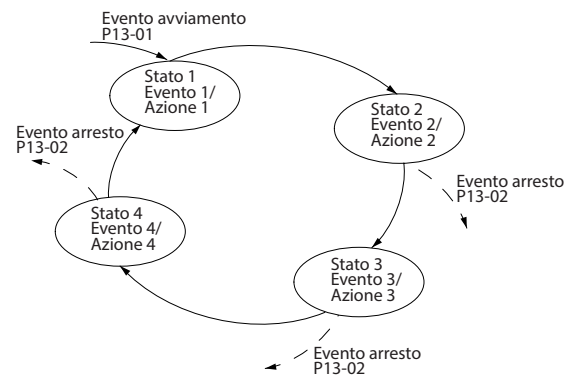 Evento avviamento
P13-01
Stato 1
Evento 1/
Azione 1
Stato 2
Evento 2/
Azione 2
Evento arresto
P13-02
Evento arresto
P13-02
Stato 4
Evento 4/
Azione 4
Stato 3
Evento 3/
Azione 3
Evento arresto
P13-02